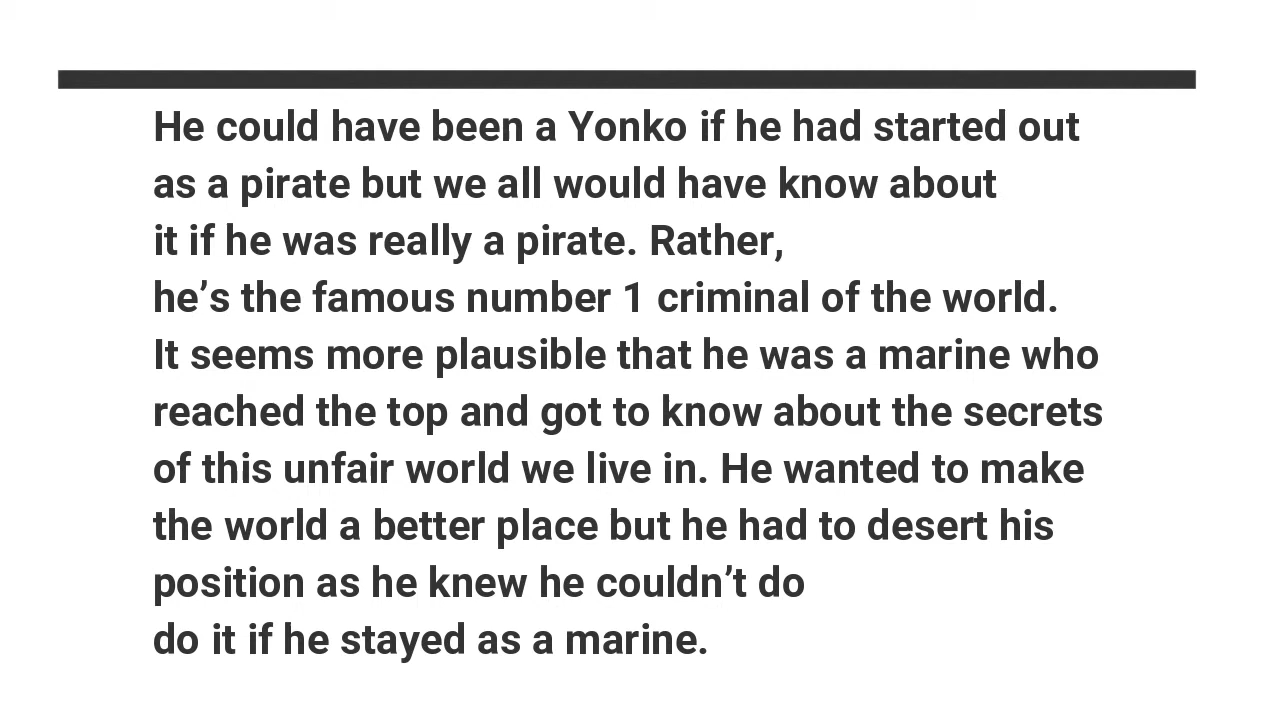 He could have been a Yonko if he had started out
as a pirate but we all would have know about
it if he was really a pirate. Rather,
he’s the famous number 1 criminal of the world.
It seems more plausible that he was a marine who
reached the top and got to know about the secrets
of this unfair world we live in. He wanted to make
the world a better place but he had to desert his
position as he knew he couldn’t do
do it if he stayed as a marine.